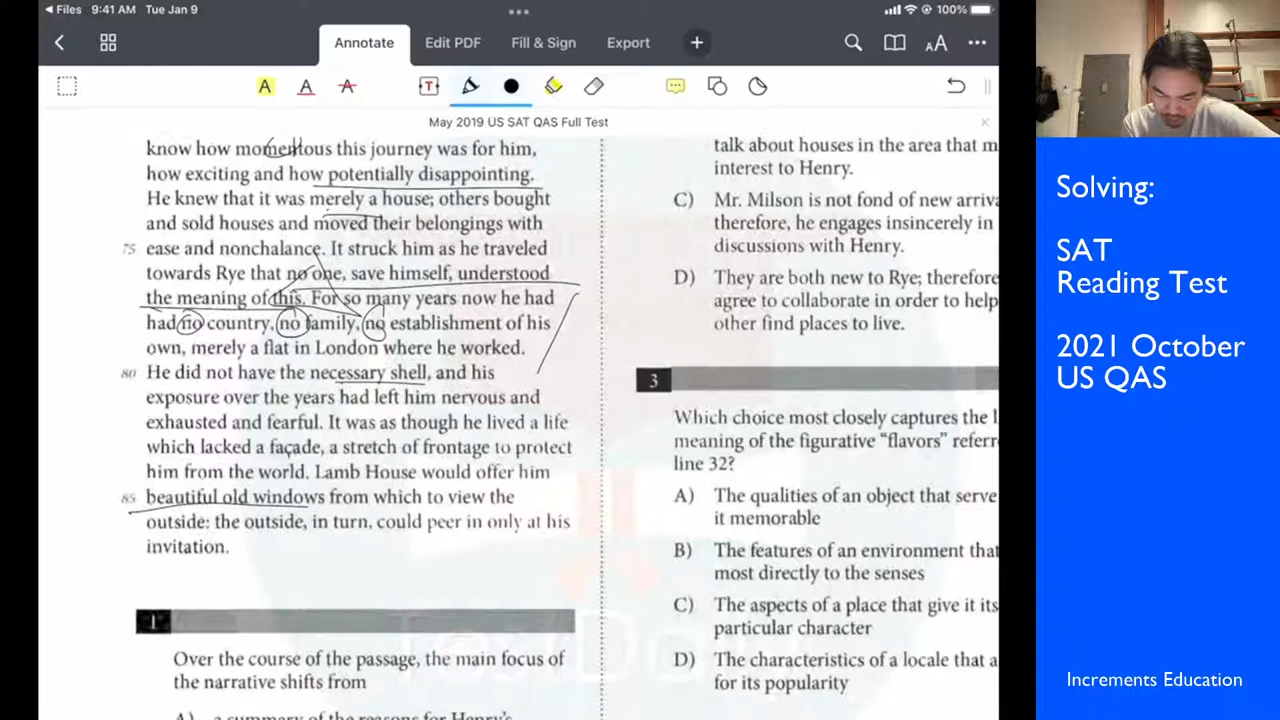 Files 9:41 AM Tue Jan 9
100%
Annotate Edit PDF Fill & Sign Export
May 2019 US SAT QAS Full Test
know how momentous this journey was for him,
how exciting and how potentially disappointing.
He knew that it was merely a house; others bought
and sold houses and moved their belongings with
75 ease and nonchalance. It struck him as he traveled
towards Rye that no one, save himself, understood
the meaning of this. For so many years now he had
had no country, no family, no establishment of his
own, merely a flat in London where he worked.
80 He did not have the necessary shell, and his
exposure over the years had left him nervous and
exhausted and fearful. It was as though he lived a life
which lacked a façade, a stretch of frontage to protect
him from the world. Lamb House would offer him
85 beautiful old windows from which to view the
outside: the outside, in turn, could peer in only at his
invitation.
1
Over the course of the passage, the main focus of
the narrative shifts from
A) a summary of the reasons for Henry's
talk about houses in the area that m
interest to Henry.
C) Mr. Milson is not fond of new arriva
therefore, he engages insincerely in
discussions with Henry.
D) They are both new to Rye; therefore
agree to collaborate in order to help
other find places to live.
3
Which choice most closely captures the l
meaning of the figurative “flavors” referr
line 32?
A) The qualities of an object that serve
it memorable
B) The features of an environment that
most directly to the senses
C) The aspects of a place that give it its
particular character
D) The characteristics of a locale that a
for its popularity
Solving:
SAT
Reading Test
2021 October
US QAS
Increments Education